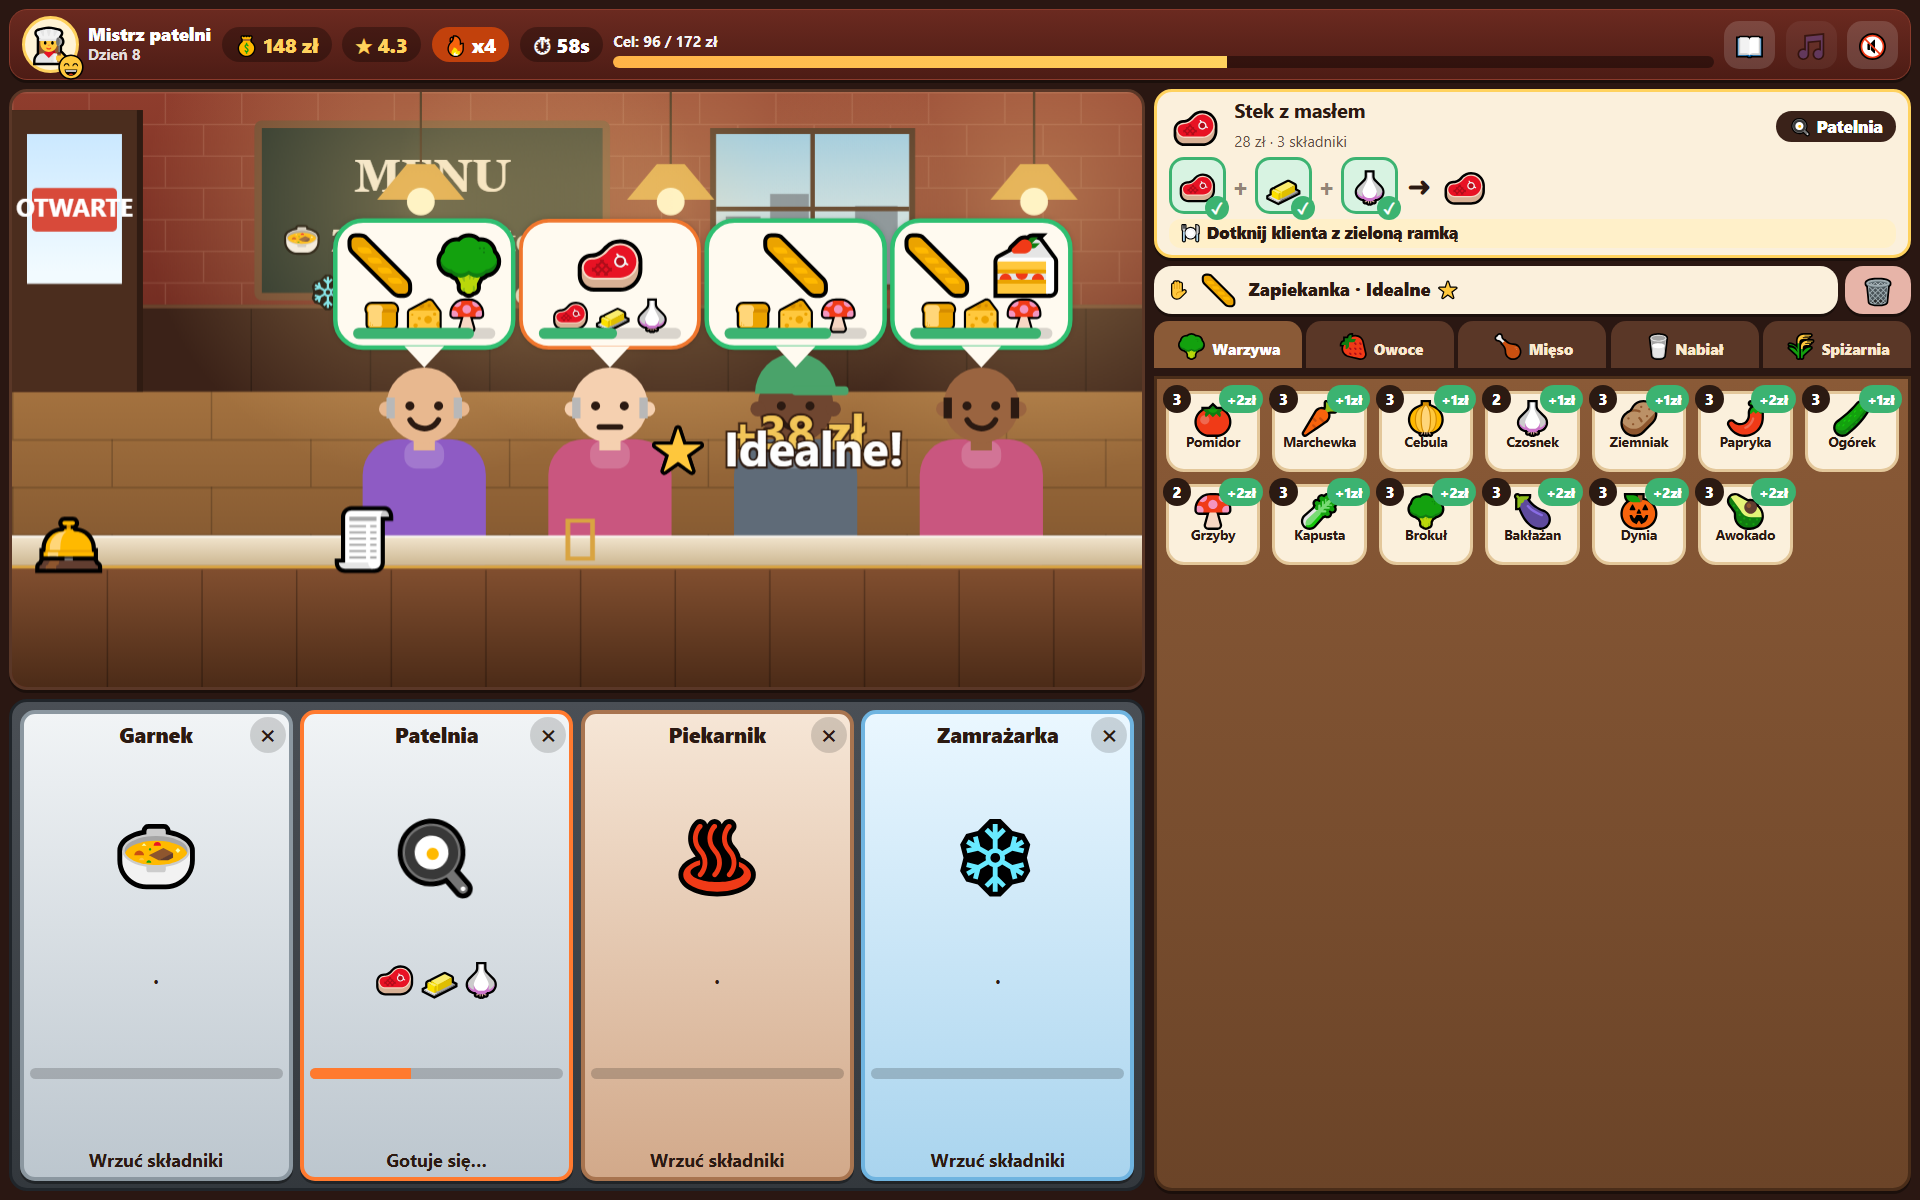 Mistrz patelni
Dzień 8
148 zł
4.3
x4
58s
Cel: 96 / 172 zł
OTWARTE
MENU
+38 zł
Idealne!
Stek z masłem
28 zł · 3 składniki
Patelnia
Dotknij klienta z zieloną ramką
Zapiekanka · Idealne
Warzywa
Owoce
Mięso
Nabiał
Spiżarnia
3 +2zł Pomidor
3 +1zł Marchewka
3 +1zł Cebula
2 +1zł Czosnek
3 +1zł Ziemniak
3 +2zł Papryka
3 +1zł Ogórek
2 +2zł Grzyby
3 +1zł Kapusta
3 +2zł Brokuł
3 +2zł Bakłażan
3 +2zł Dynia
3 +2zł Awokado
Garnek
Wrzuć składniki
Patelnia
Gotuje się...
Piekarnik
Wrzuć składniki
Zamrażarka
Wrzuć składniki